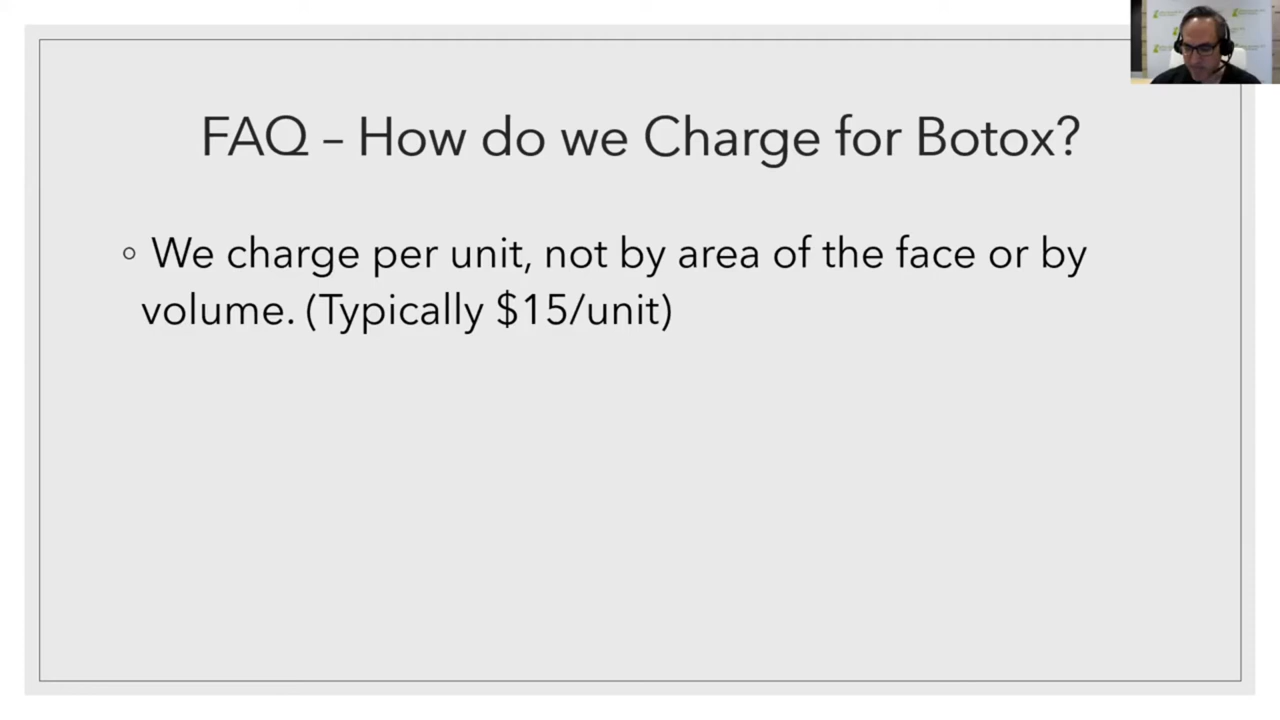 FAQ – How do we Charge for Botox?
◦ We charge per unit, not by area of the face or by
volume. (Typically $15/unit)